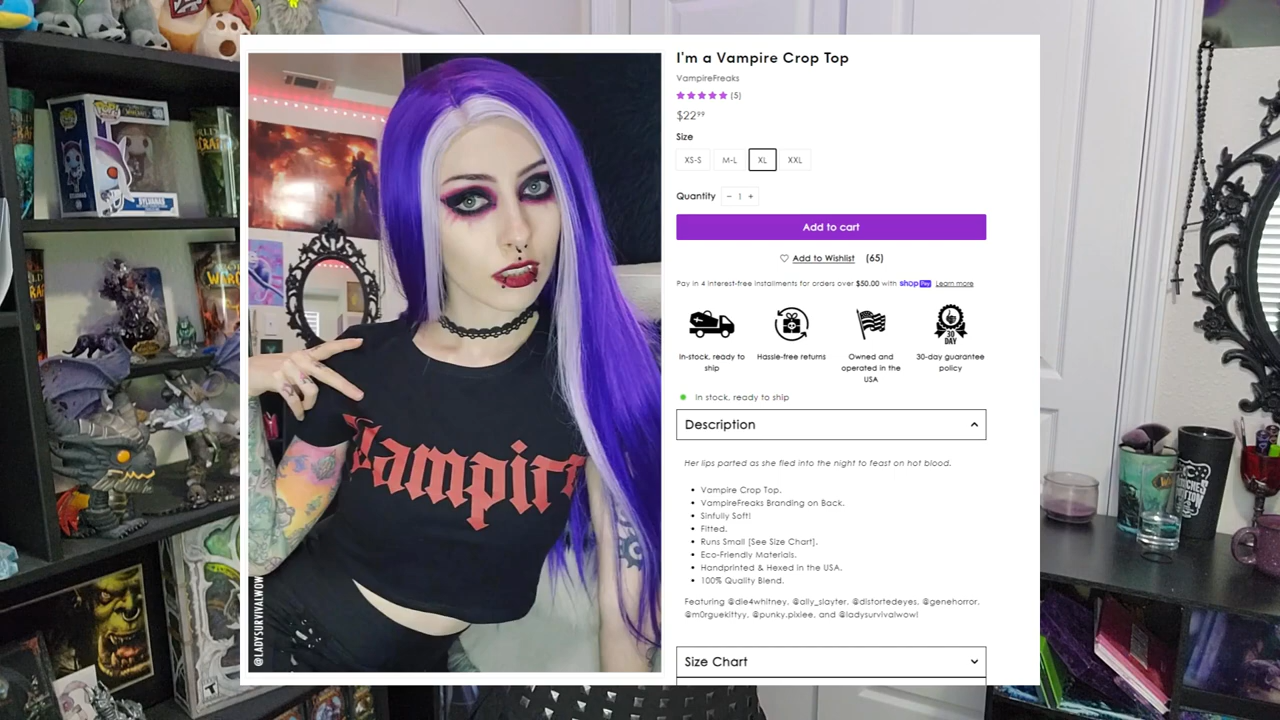 I'm a Vampire Crop Top
VampireFreaks
(5)
$22⁹⁹
Size
XS-S
M-L
XL
XXL
Quantity
− 1 +
Add to cart
Add to Wishlist (65)
Pay in 4 interest-free installments for orders over $50.00 with shop Pay Learn more
30
DAY
In-stock, ready to
ship
Hassle-free returns
Owned and
operated in the
USA
30-day guarantee
policy
In stock, ready to ship
Description
Her lips parted as she fled into the night to feast on hot blood.
• Vampire Crop Top.
• VampireFreaks Branding on Back.
• Sinfully Soft!
• Fitted.
• Runs Small [See Size Chart].
• Eco-Friendly Materials.
• Handprinted & Hexed in the USA.
• 100% Quality Blend.
Featuring @die4whitney, @ally_slayter, @distortedeyes, @genehorror,
@m0rguekittyy, @punky.pixiee, and @ladysurvivalwow!
Size Chart
Vampire
@LADYSURVIVALWOW
POP!
SYLVANAS